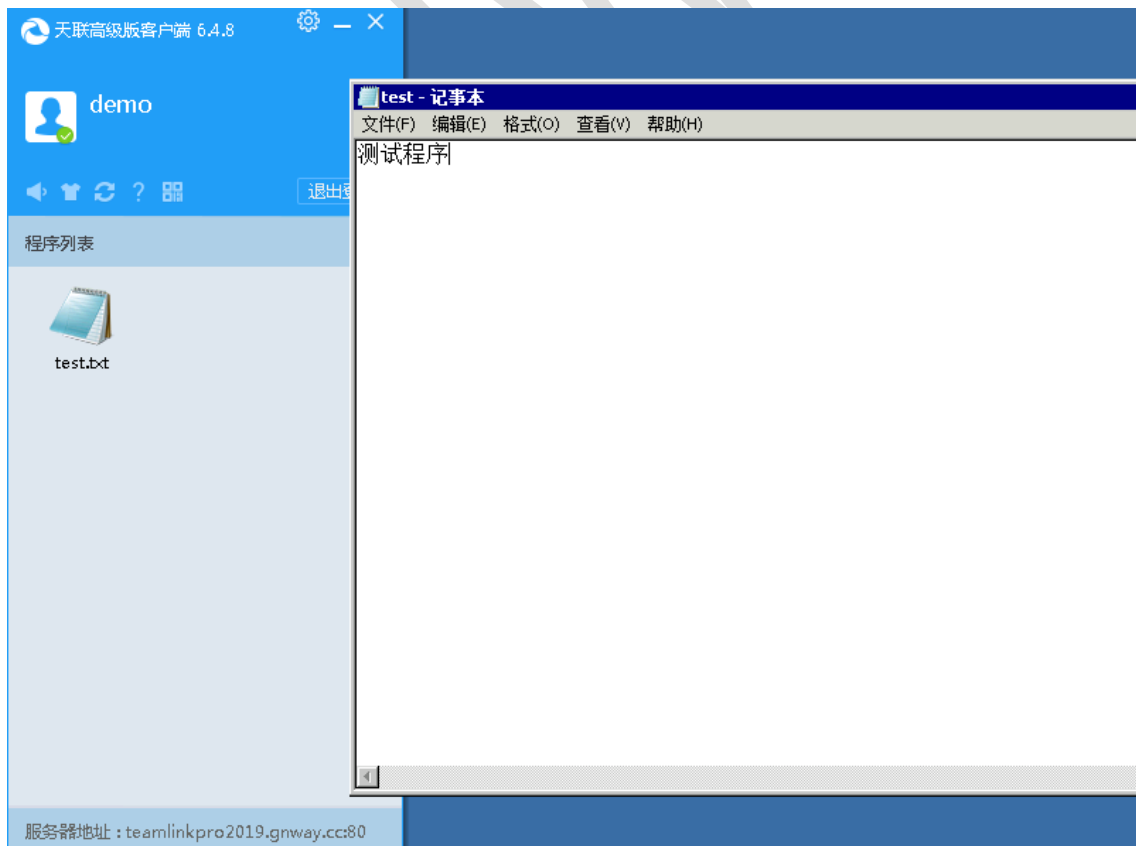 天联高级版客户端 6.4.8
demo
退出
程序列表
test.txt
服务器地址：teamlinkpro2019.gnway.cc:80
test - 记事本
文件(F) 编辑(E) 格式(O) 查看(V) 帮助(H)
测试程序